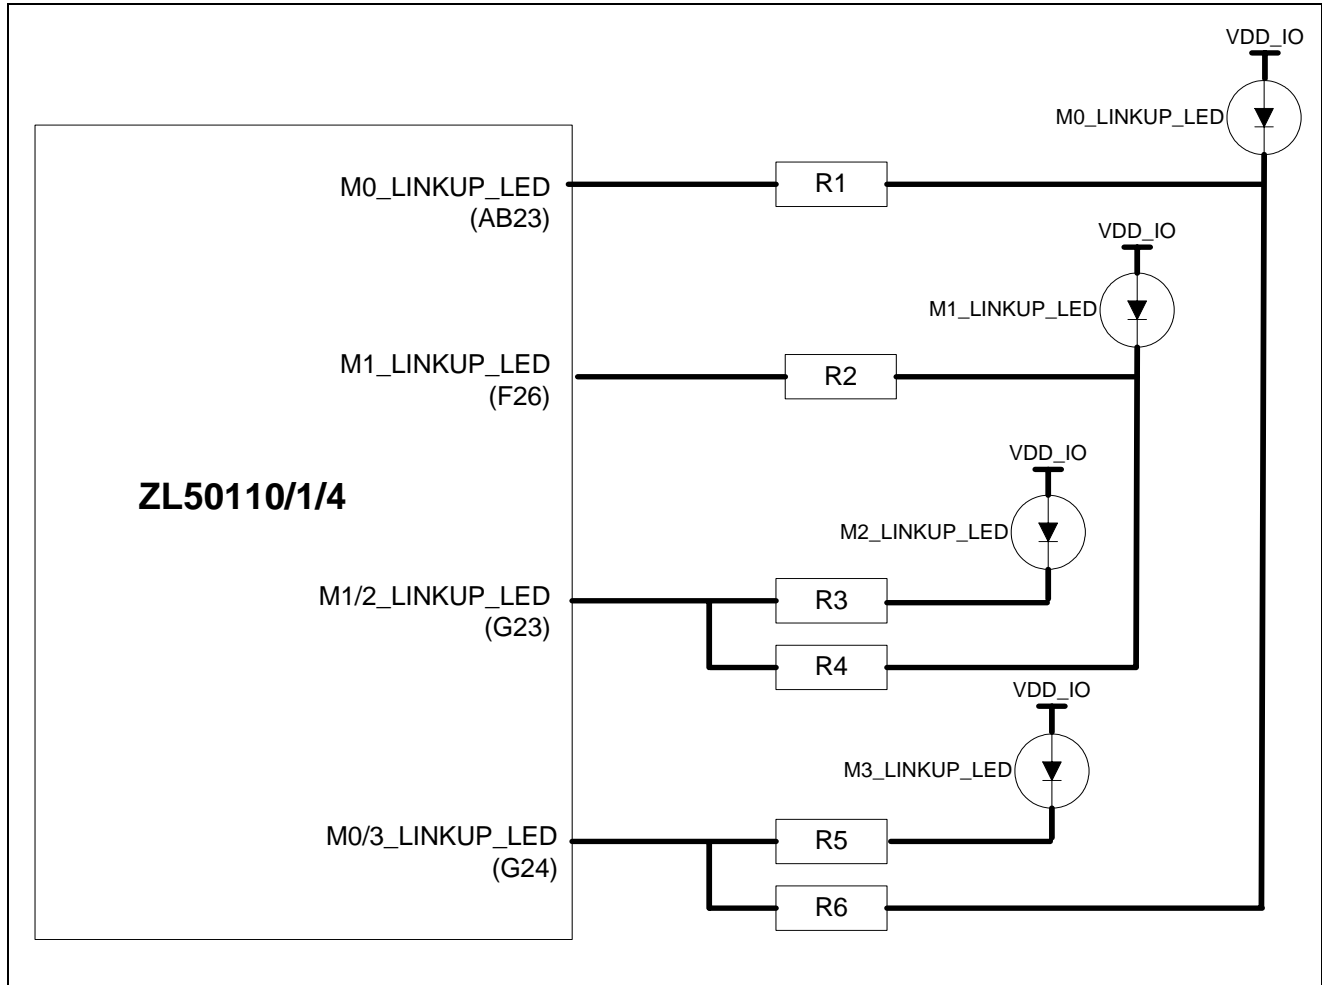 VDD_IO
M0_LINKUP_LED
M0_LINKUP_LED
(AB23)
R1
VDD_IO
M1_LINKUP_LED
M1_LINKUP_LED
(F26)
R2
VDD_IO
ZL50110/1/4
M2_LINKUP_LED
M1/2_LINKUP_LED
(G23)
R3
R4
VDD_IO
M3_LINKUP_LED
M0/3_LINKUP_LED
(G24)
R5
R6